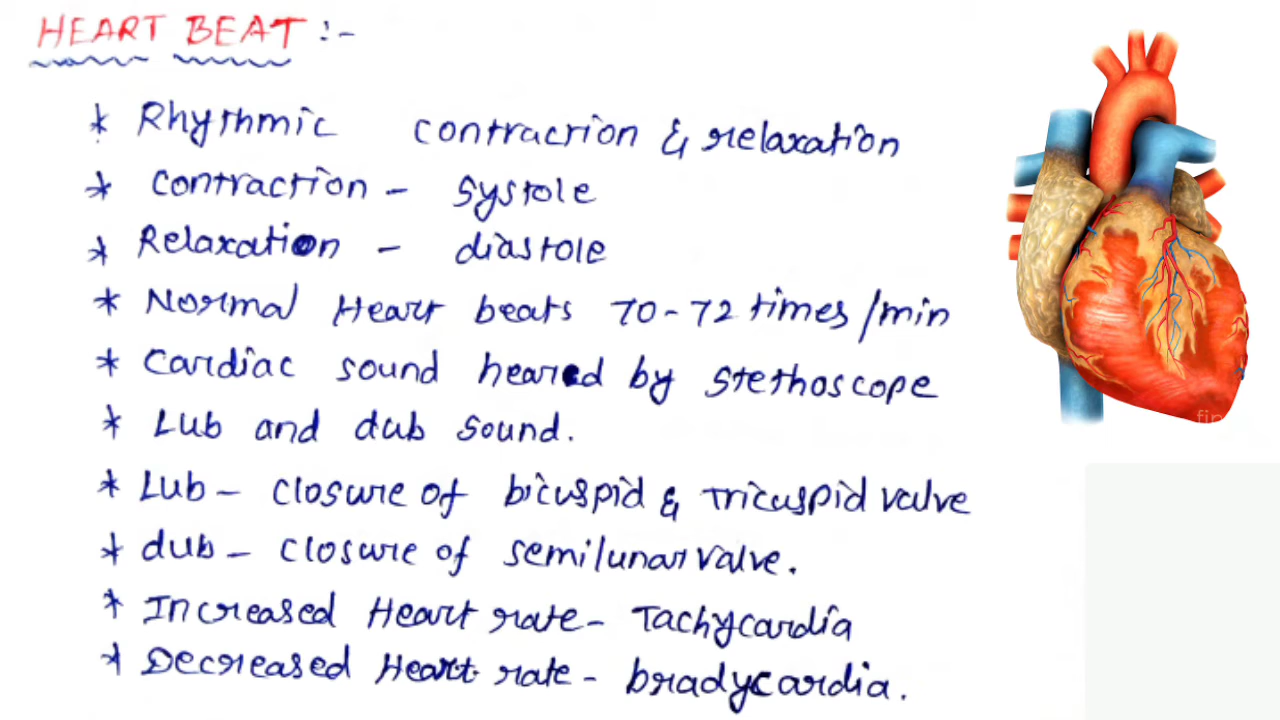 HEART BEAT :-
* Rhythmic contraction & relaxation
* contraction - systole
* Relaxation - diastole
* Normal Heart beats 70-72 times/min
* Cardiac sound heared by stethoscope
* Lub and dub sound.
* Lub - closure of bicuspid & Tricuspid valve
* dub - closure of semilunar valve.
* Increased Heart rate - Tachycardia
* Decreased Heart rate - bradycardia.